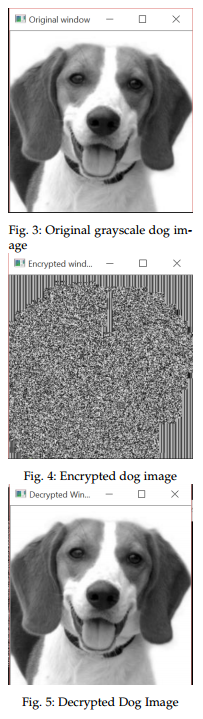 Original window
Fig. 3: Original grayscale dog im-
age
Encrypted wind...
Fig. 4: Encrypted dog image
Decrypted Win...
Fig. 5: Decrypted Dog Image